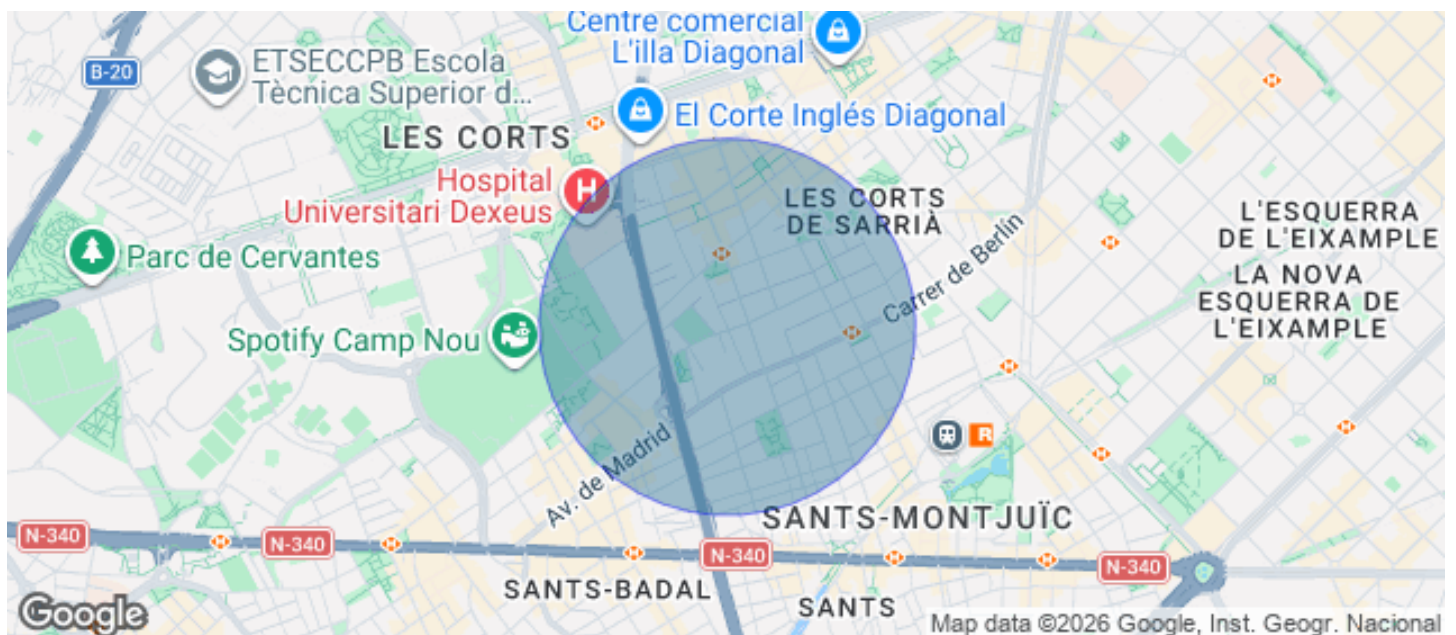 Centre comercial
L'illa Diagonal
B-20
ETSECCPB Escola
Tècnica Superior d...
El Corte Inglés Diagonal
LES CORTS
Hospital
Universitari Dexeus
H
LES CORTS
DE SARRIÀ
L'ESQUERRA
DE L'EIXAMPLE
Parc de Cervantes
LA NOVA
ESQUERRA DE
L'EIXAMPLE
Carrer de Berlín
Spotify Camp Nou
Av. de Madrid
R
SANTS-MONTJUÏC
N-340
N-340
N-340
N-340
SANTS-BADAL
SANTS
Google
Map data ©2026 Google, Inst. Geogr. Nacional